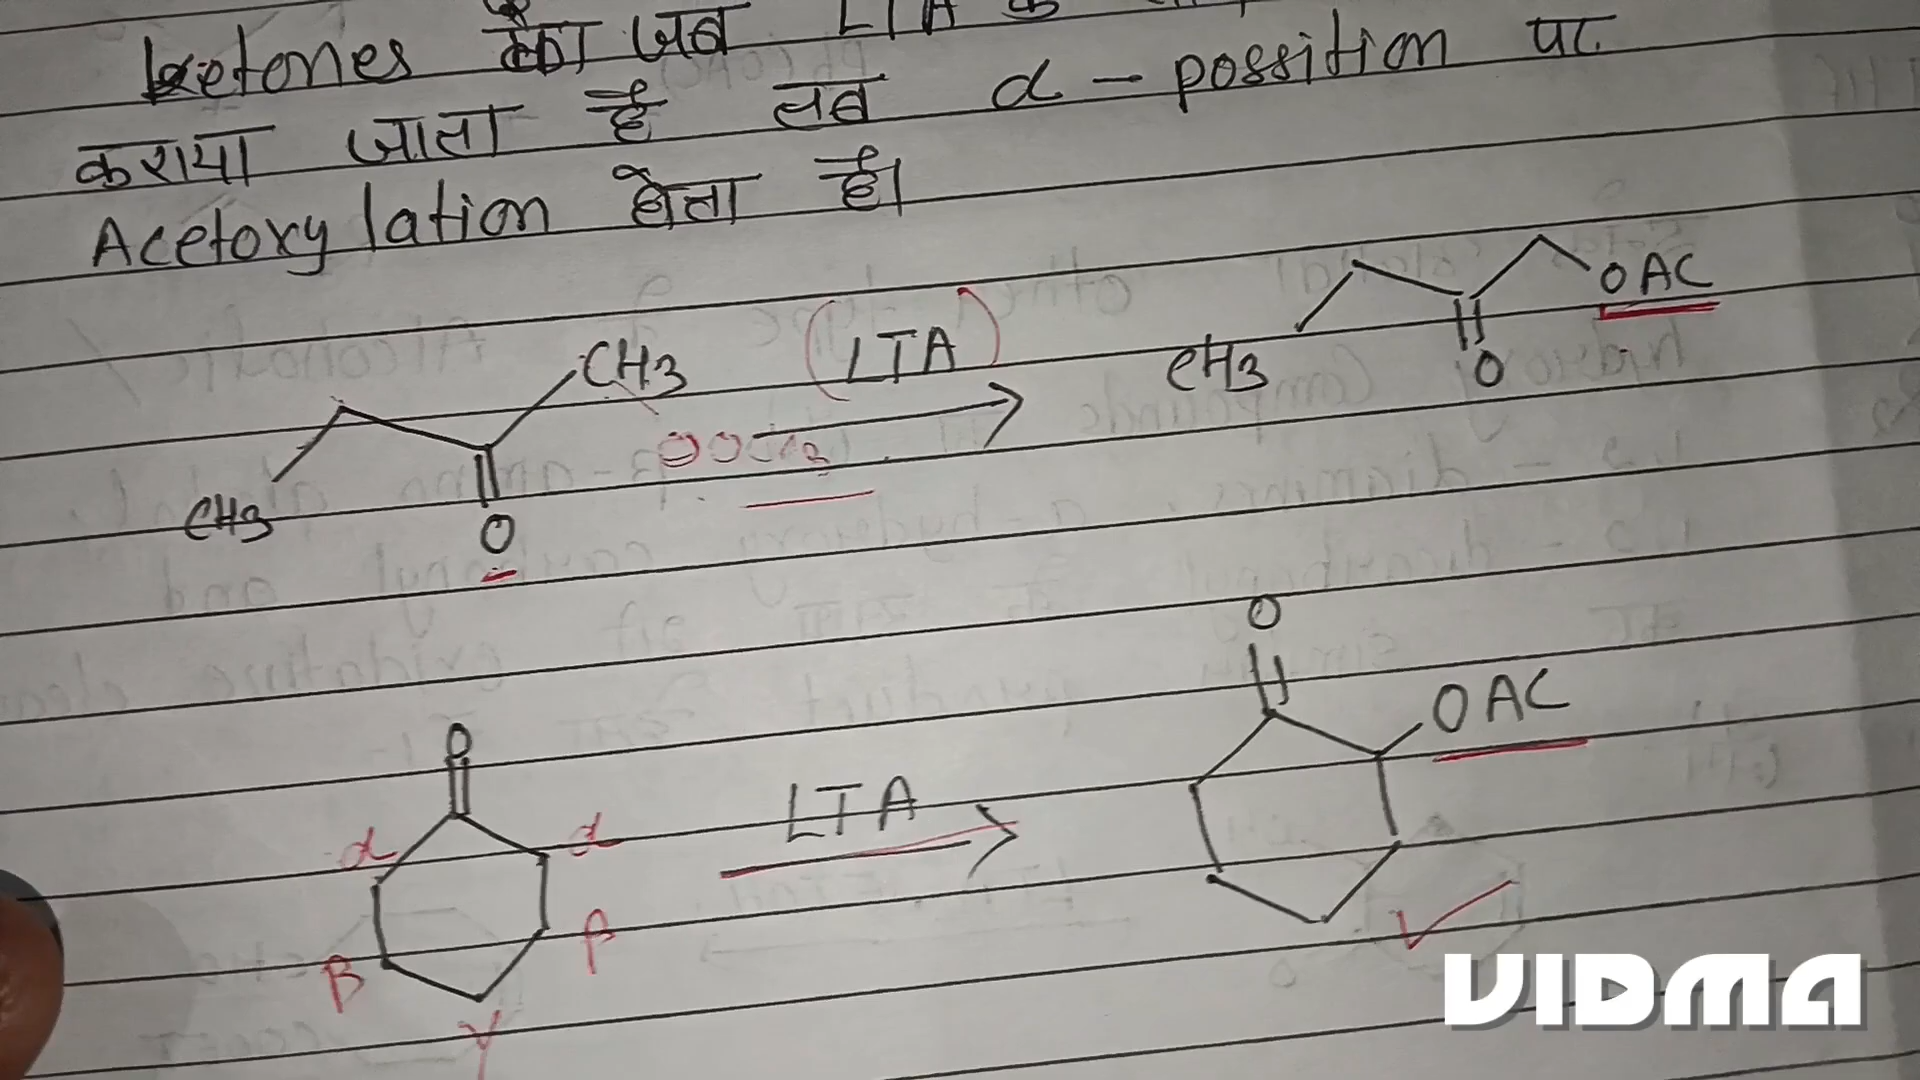 ketones का जब LTA के
कराया जाता है तब α - possition पर
Acetoxylation देता है।
CH3
(LTA)
OAC
CH3
O
CH3
O
O
OAC
O
LTA
α
α
β
B
γ
VIDMA